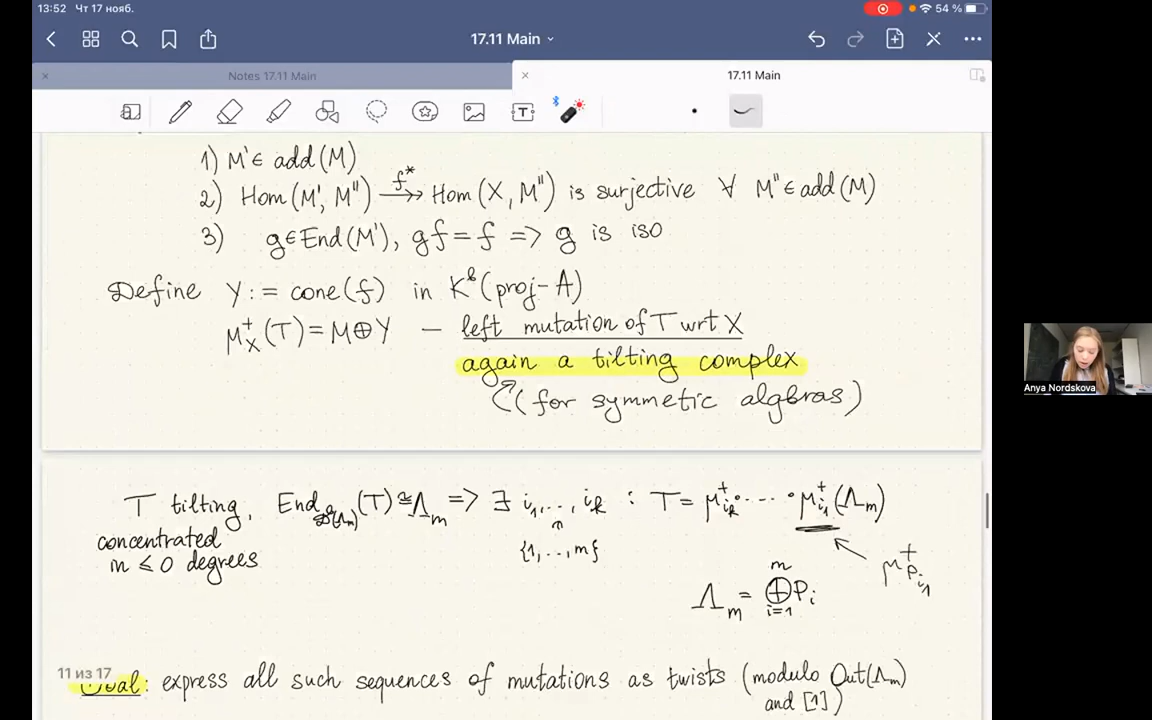 13:52 Чт 17 нояб.
54 %
17.11 Main
Notes 17.11 Main
17.11 Main
1) M' ∈ add(M)
2) Hom(M', M'') —f*→→ Hom(X, M'') is surjective ∀ M'' ∈ add(M)
3) g ∈ End(M'), gf = f => g is iso
Define Y := cone(f) in K^b(proj-A)
μ^+_X(T) = M ⊕ Y – left mutation of T wrt X
again a tilting complex
(for symmetic algbras)
T tilting, End_{D^b(Λ_m)}(T) ≅ Λ_m => ∃ i_1,...,i_k : T = μ^+_{i_k} ∘ ⋯ ∘ μ^+_{i_1}(Λ_m)
concentrated
in ≤ 0 degrees
{1,...,m}
μ^+_{P_{i_1}}
Λ_m = ⊕_{i=1}^m P_i
11 из 17
Goal: express all such sequences of mutations as twists (modulo Out(Λ_m)
and [1])
Anya Nordskova